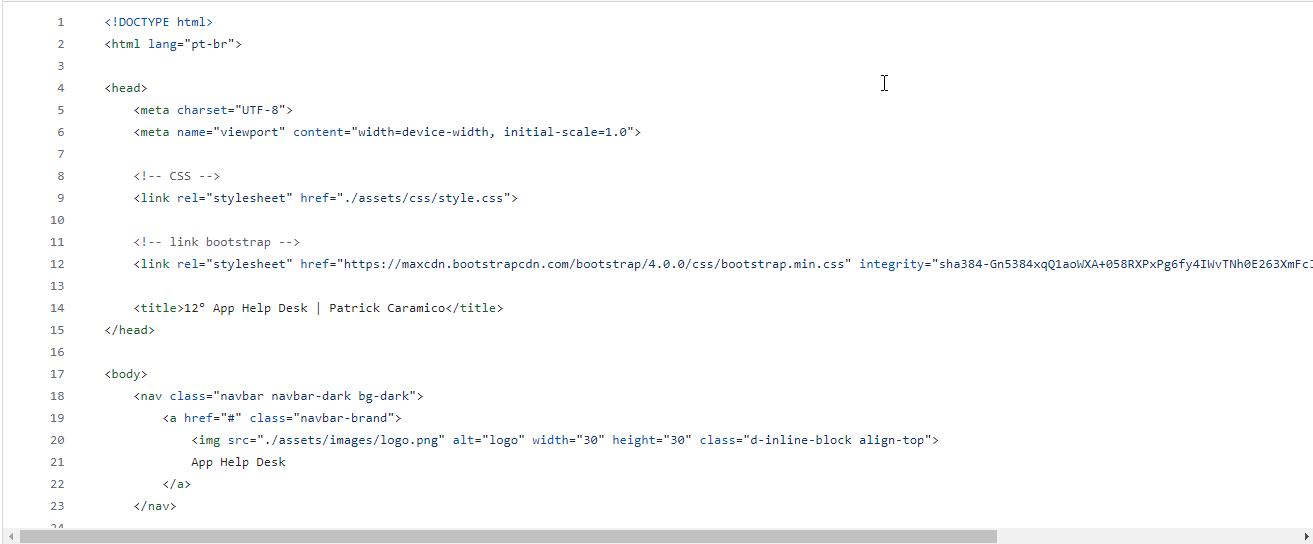 1 <!DOCTYPE html>
2 <html lang="pt-br">
3
4 <head>
5 <meta charset="UTF-8">
6 <meta name="viewport" content="width=device-width, initial-scale=1.0">
7
8 <!-- CSS -->
9 <link rel="stylesheet" href="./assets/css/style.css">
10
11 <!-- link bootstrap -->
12 <link rel="stylesheet" href="https://maxcdn.bootstrapcdn.com/bootstrap/4.0.0/css/bootstrap.min.css" integrity="sha384-Gn5384xqQ1aoWXA+058RXPxPg6fy4IWvTNh0E263XmFc
13
14 <title>12° App Help Desk | Patrick Caramico</title>
15 </head>
16
17 <body>
18 <nav class="navbar navbar-dark bg-dark">
19 <a href="#" class="navbar-brand">
20 <img src="./assets/images/logo.png" alt="logo" width="30" height="30" class="d-inline-block align-top">
21 App Help Desk
22 </a>
23 </nav>
24